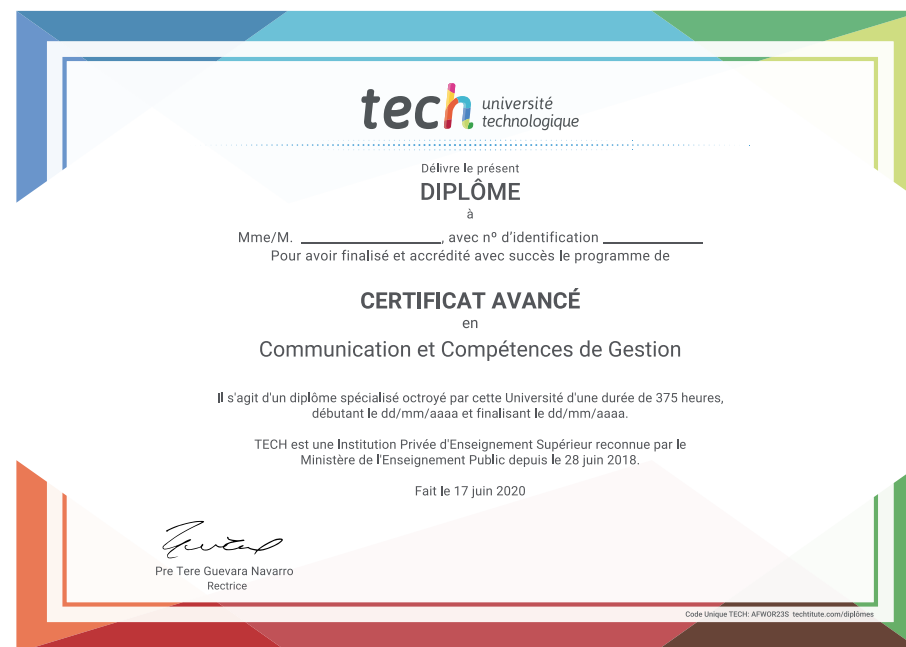 tech université
technologique
Délivre le présent
DIPLÔME
à
Mme/M. ____________________, avec nº d'identification ______________
Pour avoir finalisé et accrédité avec succès le programme de
CERTIFICAT AVANCÉ
en
Communication et Compétences de Gestion
Il s'agit d'un diplôme spécialisé octroyé par cette Université d'une durée de 375 heures,
débutant le dd/mm/aaaa et finalisant le dd/mm/aaaa.
TECH est une Institution Privée d'Enseignement Supérieur reconnue par le
Ministère de l'Enseignement Public depuis le 28 juin 2018.
Fait le 17 juin 2020
Pre Tere Guevara Navarro
Rectrice
Code Unique TECH: AFWOR23S techtitute.com/diplômes